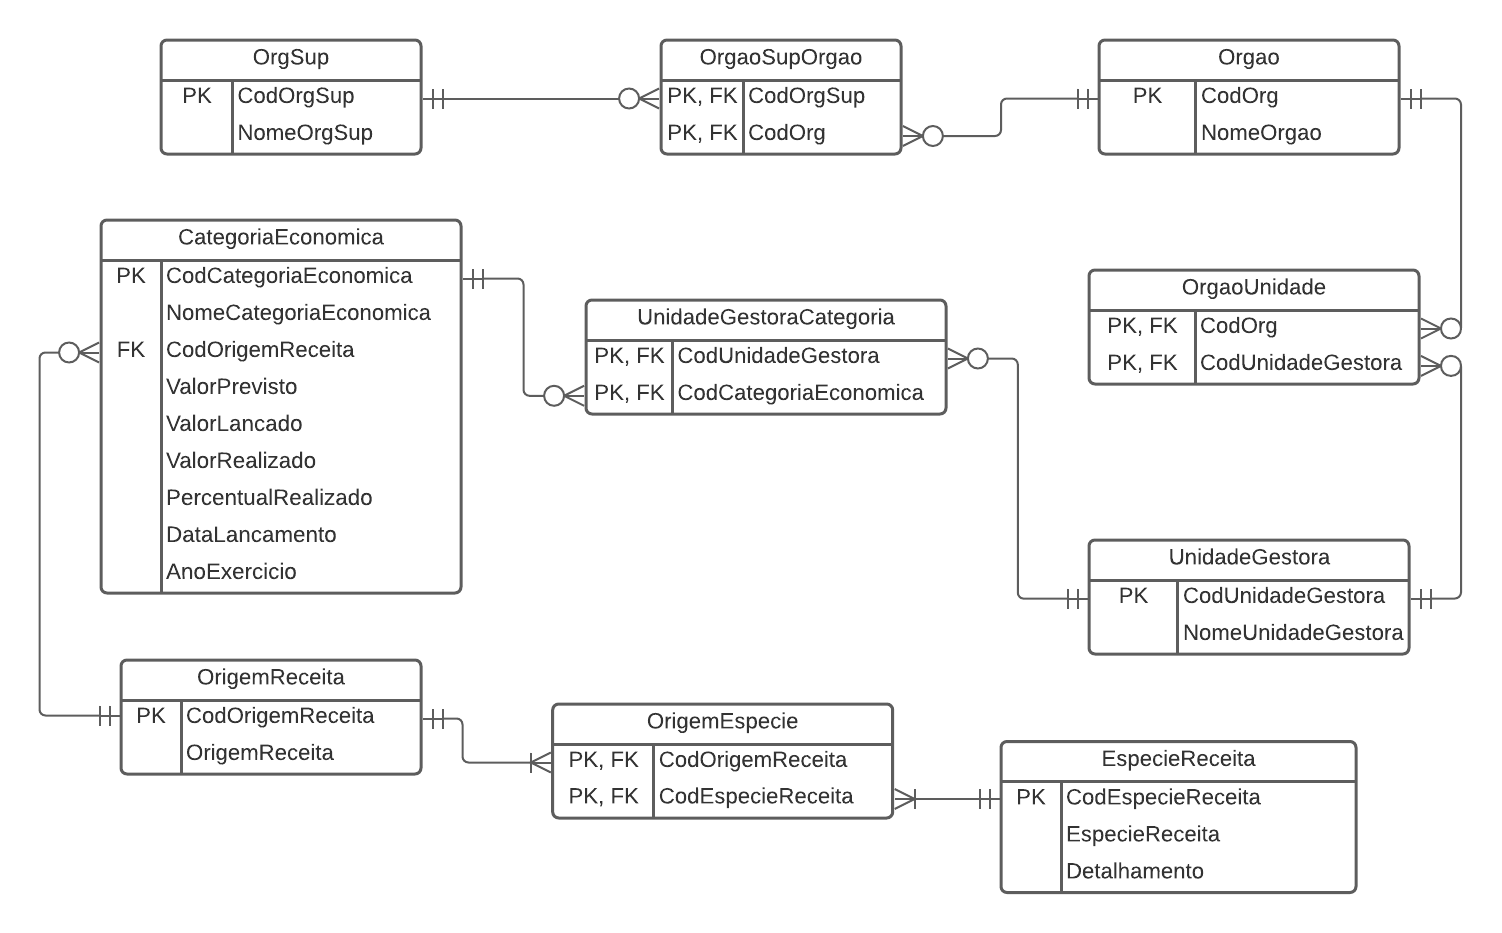 OrgSup
PK CodOrgSup
NomeOrgSup
OrgaoSupOrgao
PK, FK CodOrgSup
PK, FK CodOrg
Orgao
PK CodOrg
NomeOrgao
CategoriaEconomica
PK CodCategoriaEconomica
NomeCategoriaEconomica
FK CodOrigemReceita
ValorPrevisto
ValorLancado
ValorRealizado
PercentualRealizado
DataLancamento
AnoExercicio
UnidadeGestoraCategoria
PK, FK CodUnidadeGestora
PK, FK CodCategoriaEconomica
OrgaoUnidade
PK, FK CodOrg
PK, FK CodUnidadeGestora
UnidadeGestora
PK CodUnidadeGestora
NomeUnidadeGestora
OrigemReceita
PK CodOrigemReceita
OrigemReceita
OrigemEspecie
PK, FK CodOrigemReceita
PK, FK CodEspecieReceita
EspecieReceita
PK CodEspecieReceita
EspecieReceita
Detalhamento